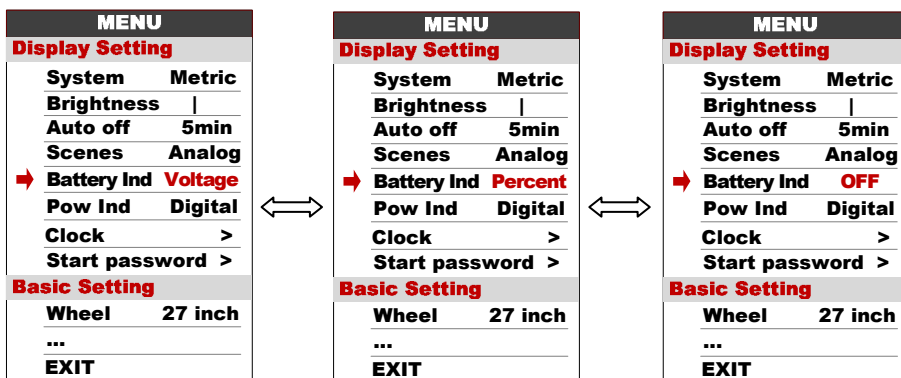 MENU
Display Setting
System Metric
Brightness |
Auto off 5min
Scenes Analog
Battery Ind Voltage
Pow Ind Digital
Clock >
Start password >
Basic Setting
Wheel 27 inch
...
EXIT
MENU
Display Setting
System Metric
Brightness |
Auto off 5min
Scenes Analog
Battery Ind Percent
Pow Ind Digital
Clock >
Start password >
Basic Setting
Wheel 27 inch
...
EXIT
MENU
Display Setting
System Metric
Brightness |
Auto off 5min
Scenes Analog
Battery Ind OFF
Pow Ind Digital
Clock >
Start password >
Basic Setting
Wheel 27 inch
...
EXIT